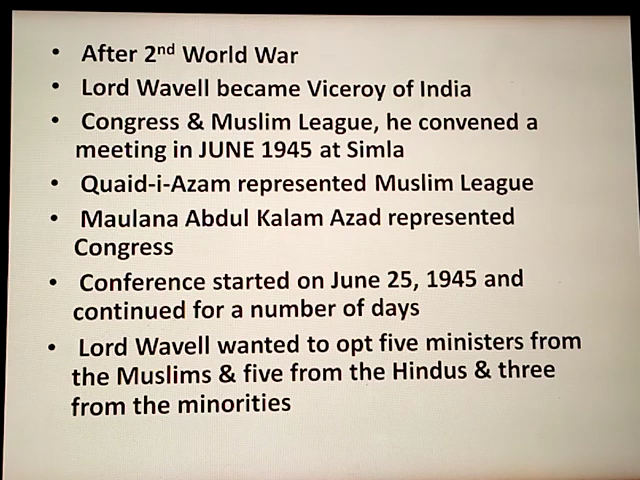 • After 2nd World War
• Lord Wavell became Viceroy of India
• Congress & Muslim League, he convened a
meeting in JUNE 1945 at Simla
• Quaid-i-Azam represented Muslim League
• Maulana Abdul Kalam Azad represented
Congress
• Conference started on June 25, 1945 and
continued for a number of days
• Lord Wavell wanted to opt five ministers from
the Muslims & five from the Hindus & three
from the minorities